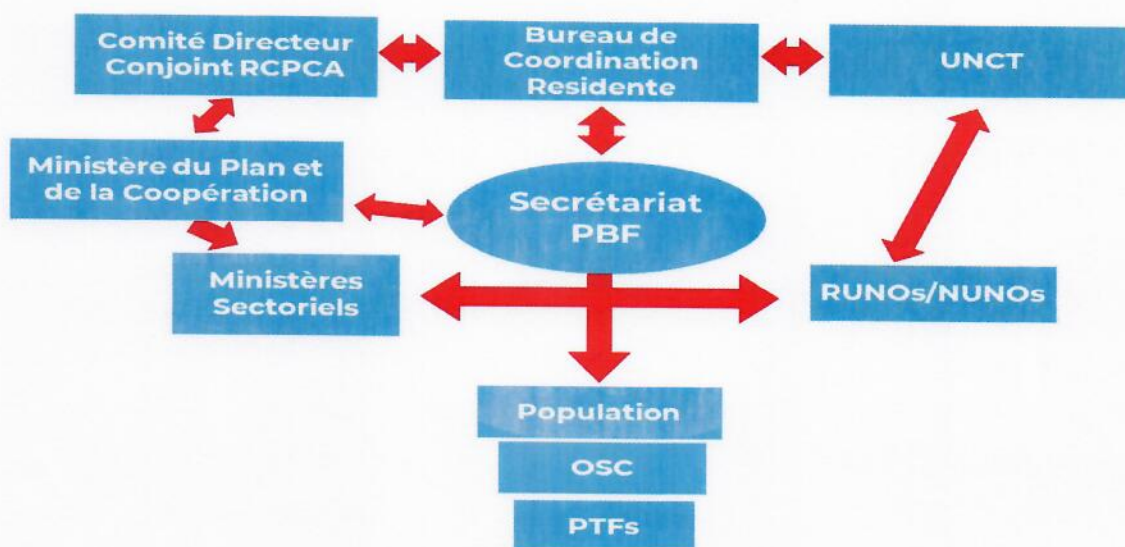 Comité Directeur
Conjoint RCPCA
Bureau de
Coordination
Residente
UNCT
Ministère du Plan et
de la Coopération
Secrétariat
PBF
Ministères
Sectoriels
RUNOs/NUNOs
Population
OSC
PTFs